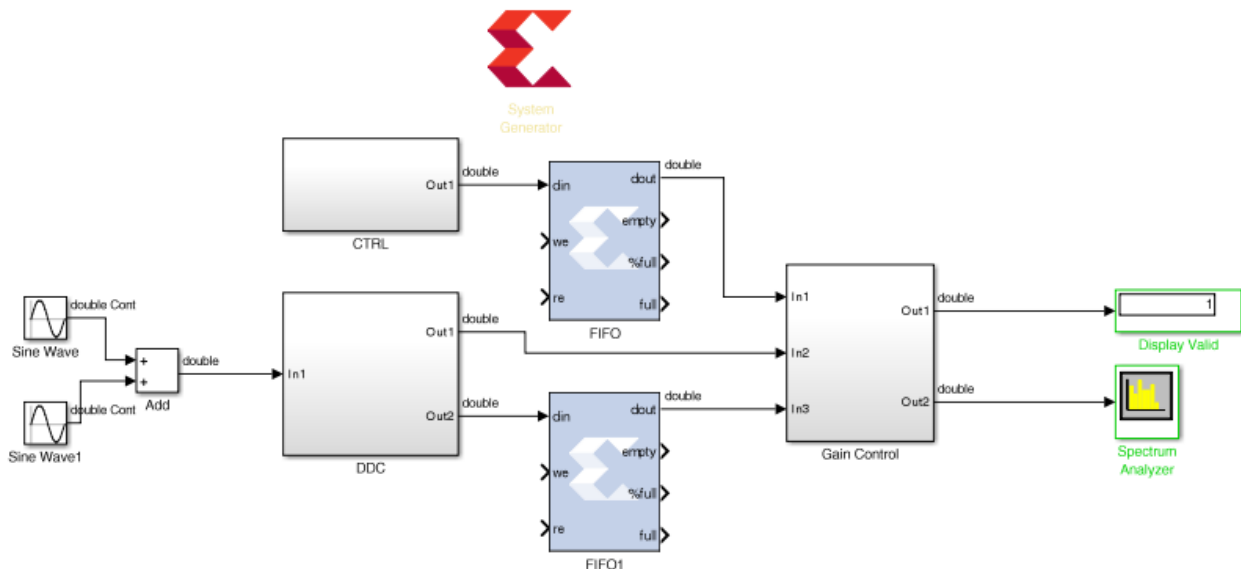 System
Generator
double
double
Out1
din
dout
empty
we
%full
re
full
CTRL
FIFO
double Cont
Sine Wave
double Cont
Sine Wave1
+
+
Add
double
In1
Out1
double
Out2
double
DDC
din
dout
double
empty
we
%full
re
full
FIFO1
In1
In2
In3
Out1
double
Out2
double
Gain Control
1
Display Valid
Spectrum
Analyzer